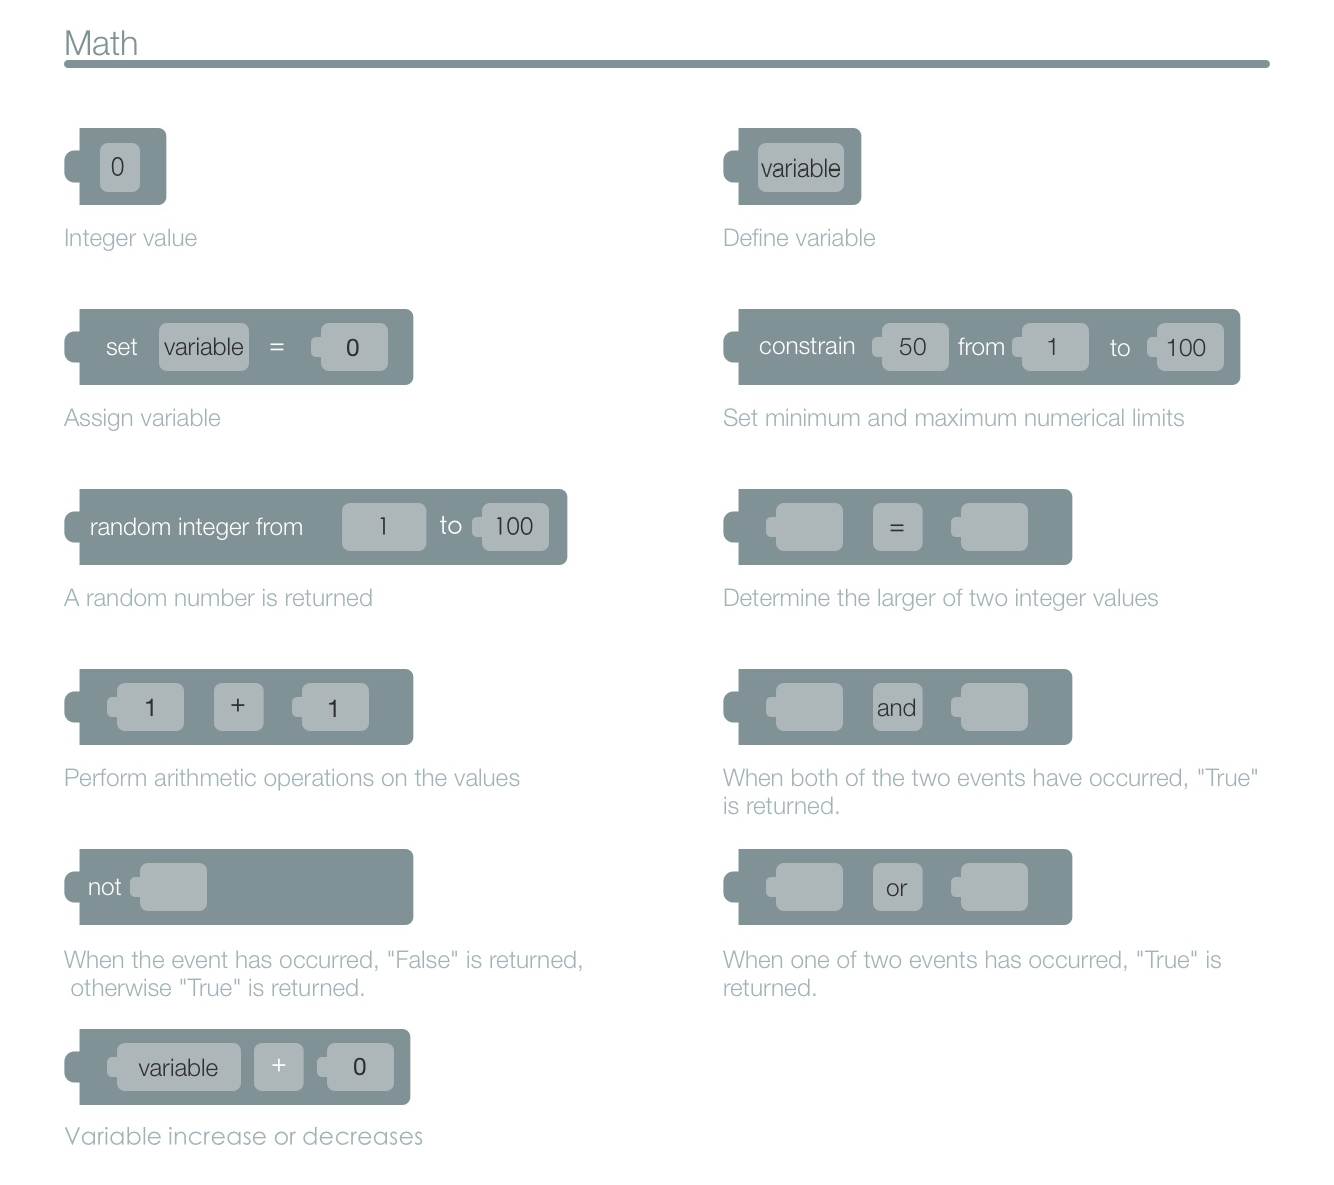 Math
0
variable
Integer value
Define variable
set variable = 0
constrain 50 from 1 to 100
Assign variable
Set minimum and maximum numerical limits
random integer from 1 to 100
=
A random number is returned
Determine the larger of two integer values
1 + 1
and
Perform arithmetic operations on the values
When both of the two events have occurred, "True"
is returned.
not
or
When the event has occurred, "False" is returned,
otherwise "True" is returned.
When one of two events has occurred, "True" is
returned.
variable + 0
Variable increase or decreases